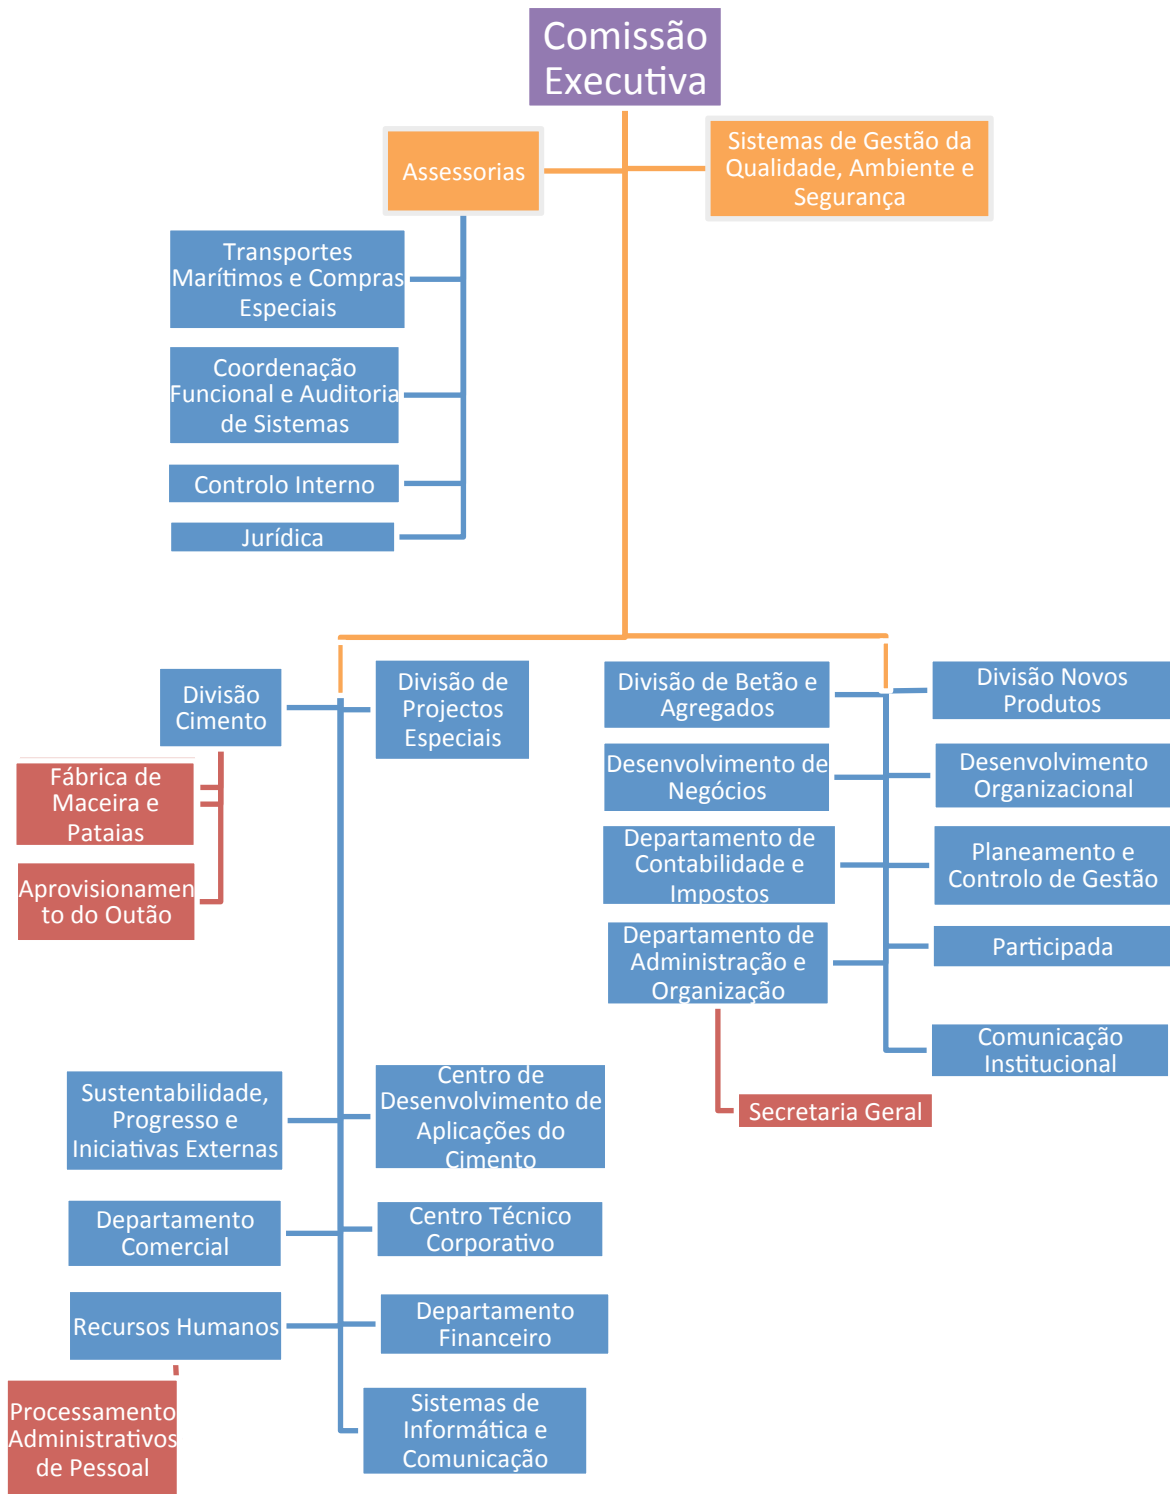 Comissão
Executiva
Assessorias
Sistemas de Gestão da
Qualidade, Ambiente e
Segurança
Transportes
Marítimos e Compras
Especiais
Coordenação
Funcional e Auditoria
de Sistemas
Controlo Interno
Jurídica
Divisão
Cimento
Divisão de
Projectos
Especiais
Fábrica de
Maceira e
Pataias
Aprovisionamen
to do Outão
Sustentabilidade,
Progresso e
Iniciativas Externas
Centro de
Desenvolvimento de
Aplicações do
Cimento
Departamento
Comercial
Centro Técnico
Corporativo
Recursos Humanos
Departamento
Financeiro
Processamento
Administrativos
de Pessoal
Sistemas de
Informática e
Comunicação
Divisão de Betão e
Agregados
Divisão Novos
Produtos
Desenvolvimento de
Negócios
Desenvolvimento
Organizacional
Departamento de
Contabilidade e
Impostos
Planeamento e
Controlo de Gestão
Departamento de
Administração e
Organização
Participada
Comunicação
Institucional
Secretaria Geral